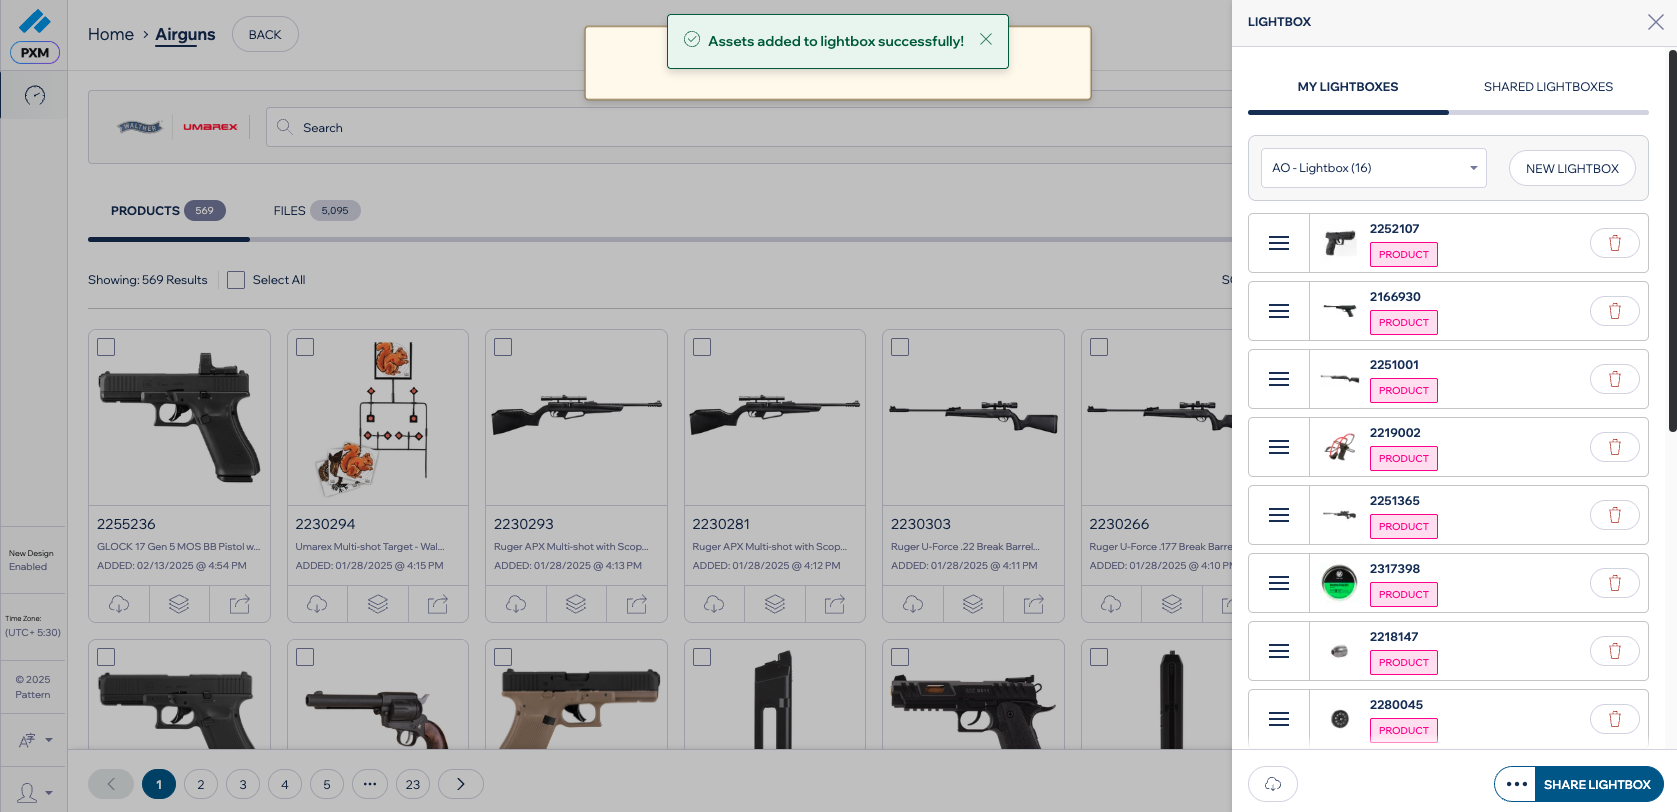 PXM
Home > Airguns
BACK
Assets added to lightbox successfully!
WALTHER
UMAREX
Search
PRODUCTS 569
FILES 5,095
Showing: 569 Results
Select All
2255236
GLOCK 17 Gen 5 MOS BB Pistol w...
ADDED: 02/13/2025 @ 4:54 PM
2230294
Umarex Multi-shot Target - Wal...
ADDED: 01/28/2025 @ 4:15 PM
2230293
Ruger APX Multi-shot with Scop...
ADDED: 01/28/2025 @ 4:13 PM
2230281
Ruger APX Multi-shot with Scop...
ADDED: 01/28/2025 @ 4:12 PM
2230303
Ruger U-Force .22 Break Barrel...
ADDED: 01/28/2025 @ 4:11 PM
2230266
Ruger U-Force .177 Break Barre
ADDED: 01/28/2025 @ 4:10 PM
New Design
Enabled
Time Zone:
(UTC+ 5:30)
© 2025
Pattern
1
2
3
4
5
...
23
LIGHTBOX
MY LIGHTBOXES
SHARED LIGHTBOXES
AO - Lightbox (16)
NEW LIGHTBOX
2252107
PRODUCT
2166930
PRODUCT
2251001
PRODUCT
2219002
PRODUCT
2251365
PRODUCT
2317398
PRODUCT
2218147
PRODUCT
2280045
PRODUCT
SHARE LIGHTBOX